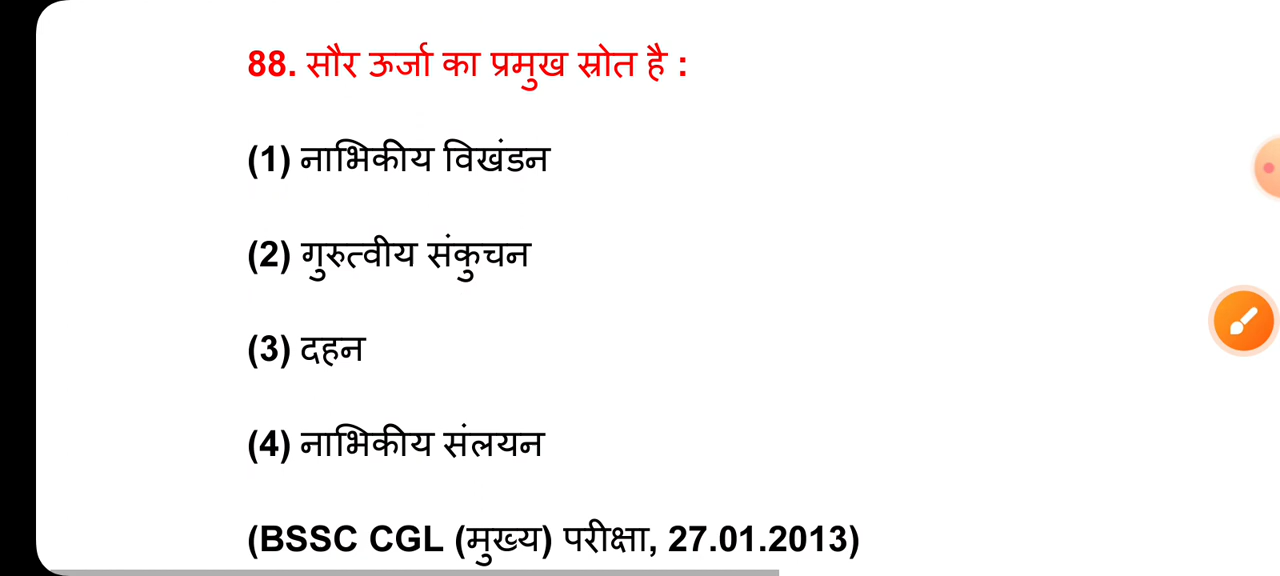 88. सौर ऊर्जा का प्रमुख स्रोत है :
(1) नाभिकीय विखंडन
(2) गुरुत्वीय संकुचन
(3) दहन
(4) नाभिकीय संलयन
(BSSC CGL (मुख्य) परीक्षा, 27.01.2013)